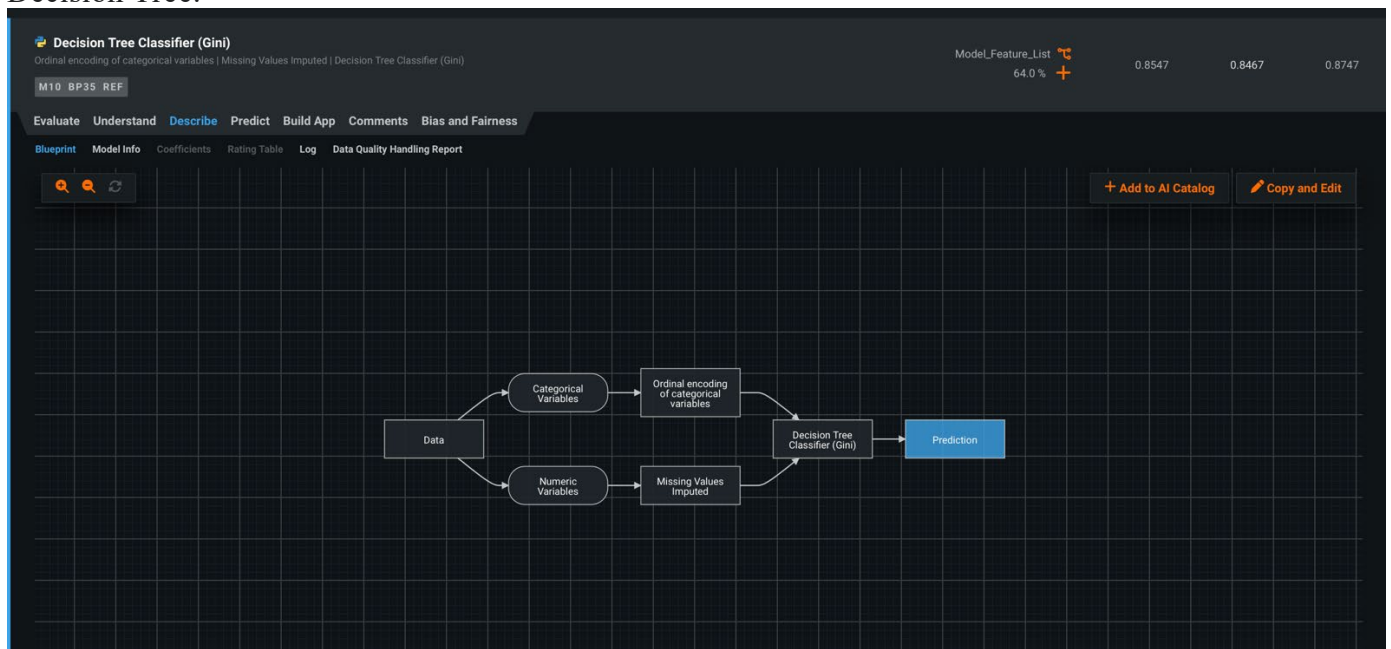 Decision Tree Classifier (Gini)
Ordinal encoding of categorical variables | Missing Values Imputed | Decision Tree Classifier (Gini)
M10 BP35 REF
Model_Feature_List
64.0 %
0.8547 0.8467 0.8747
Evaluate Understand Describe Predict Build App Comments Bias and Fairness
Blueprint Model Info Coefficients Rating Table Log Data Quality Handling Report
+ Add to AI Catalog
Copy and Edit
Categorical
Variables
Ordinal encoding
of categorical
variables
Data
Decision Tree
Classifier (Gini)
Prediction
Numeric
Variables
Missing Values
Imputed